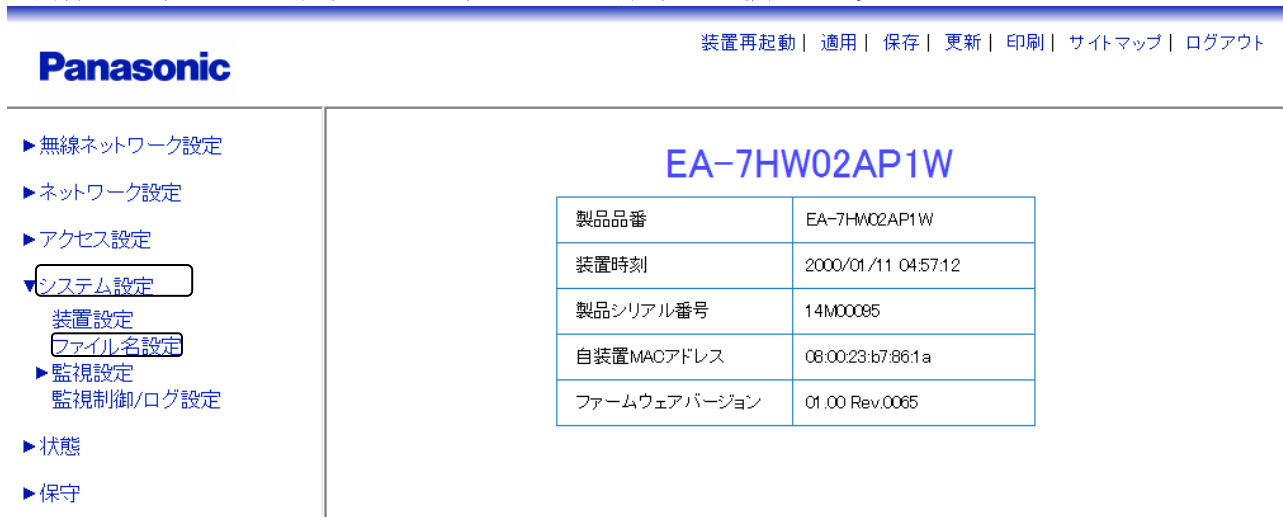 装置再起動| 適用| 保存| 更新| 印刷| サイトマップ| ログアウト
Panasonic
▶無線ネットワーク設定
▶ネットワーク設定
▶アクセス設定
▼システム設定
装置設定
ファイル名設定
▶監視設定
監視制御/ログ設定
▶状態
▶保守
EA-7HW02AP1W
製品品番 EA-7HW02AP1W
装置時刻 2000/01/11 04:57:12
製品シリアル番号 14M00095
自装置MACアドレス 08:00:23:b7:86:1a
ファームウェアバージョン 01.00 Rev.0065